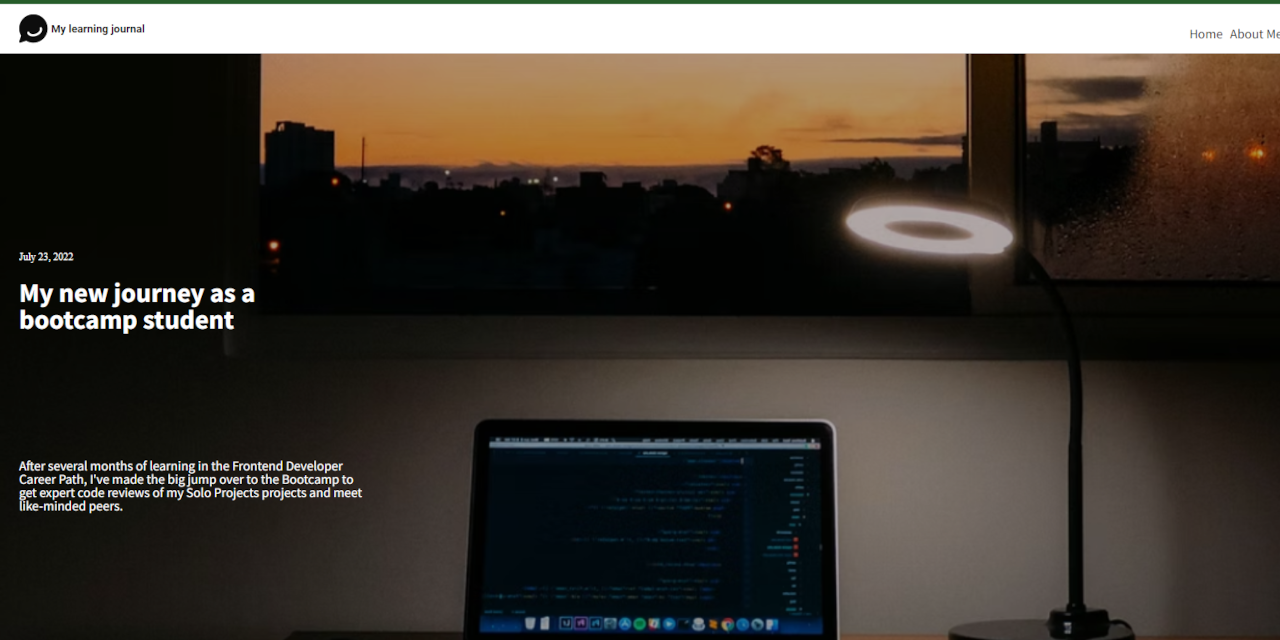 My learning journal
Home About Me
July 23, 2022
My new journey as a
bootcamp student
After several months of learning in the Frontend Developer
Career Path, I've made the big jump over to the Bootcamp to
get expert code reviews of my Solo Projects projects and meet
like-minded peers.